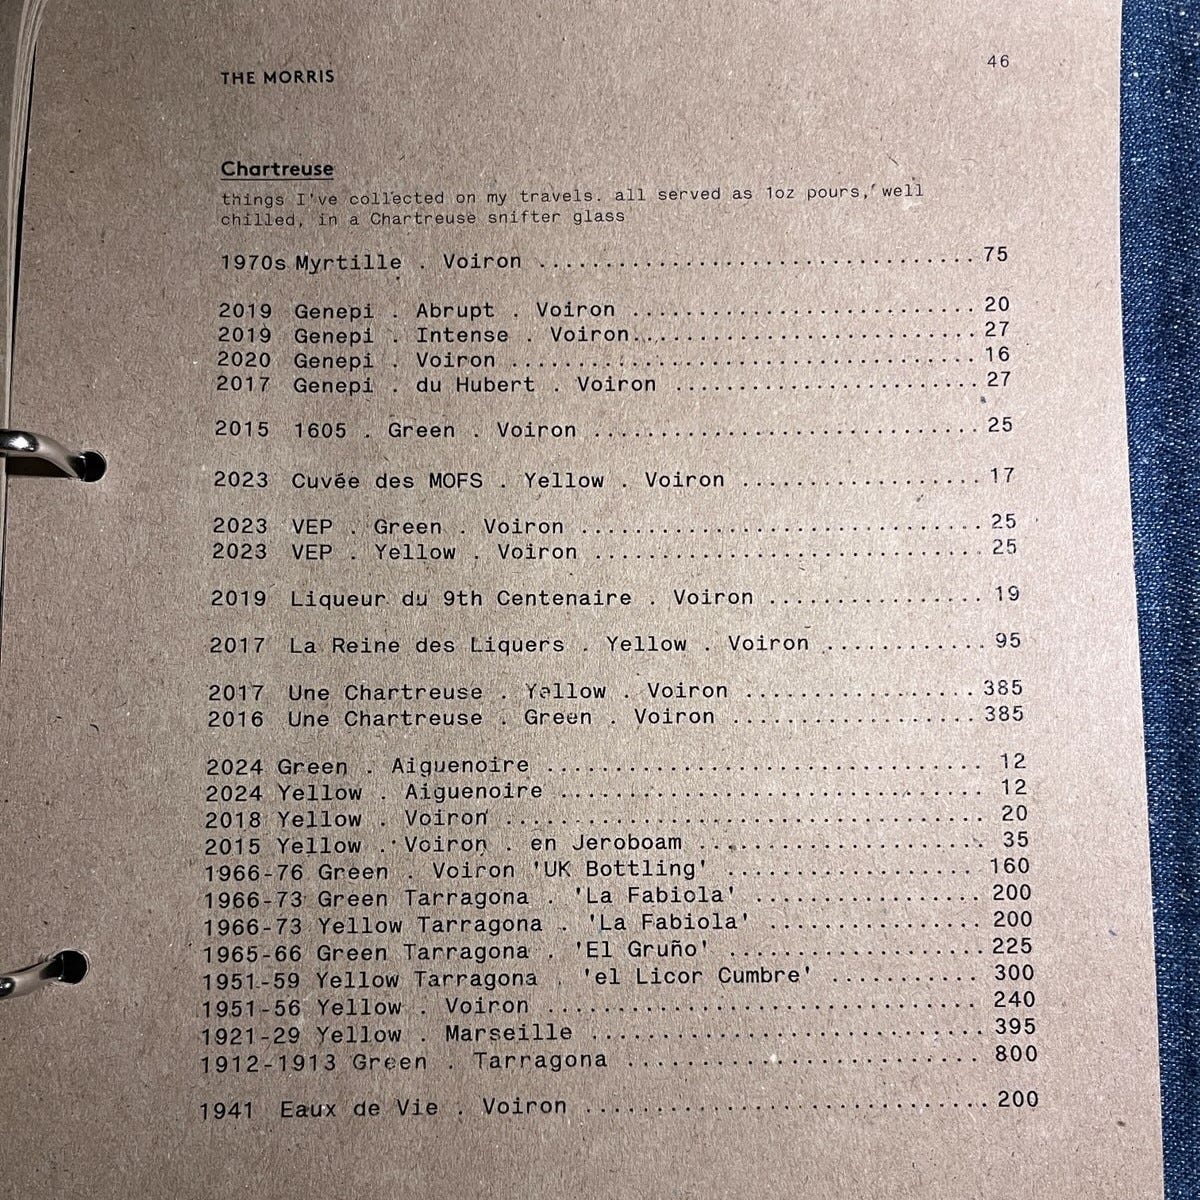 THE MORRIS
46
Chartreuse
things I've collected on my travels. all served as 1oz pours, well
chilled, in a Chartreuse snifter glass
1970s Myrtille . Voiron ................................ 75
2019 Genepi . Abrupt . Voiron .......................... 20
2019 Genepi . Intense . Voiron.......................... 27
2020 Genepi . Voiron ................................... 16
2017 Genepi . du Hubert . Voiron ....................... 27
2015 1605 . Green . Voiron ............................. 25
2023 Cuvée des MOFS . Yellow . Voiron .................. 17
2023 VEP . Green . Voiron .............................. 25
2023 VEP . Yellow . Voiron ............................. 25
2019 Liqueur du 9th Centenaire . Voiron ................ 19
2017 La Reine des Liquers . Yellow . Voiron ............ 95
2017 Une Chartreuse . Yellow . Voiron ................. 385
2016 Une Chartreuse . Green . Voiron .................. 385
2024 Green . Aiguenoire ................................ 12
2024 Yellow . Aiguenoire ............................... 12
2018 Yellow . Voiron ................................... 20
2015 Yellow . Voiron . en Jeroboam ..................... 35
1966-76 Green . Voiron 'UK Bottling' .................. 160
1966-73 Green Tarragona . 'La Fabiola' ................ 200
1966-73 Yellow Tarragona . 'La Fabiola' ............... 200
1965-66 Green Tarragona . 'El Gruño' .................. 225
1951-59 Yellow Tarragona . 'el Licor Cumbre' .......... 300
1951-56 Yellow . Voiron ............................... 240
1921-29 Yellow . Marseille ............................ 395
1912-1913 Green . Tarragona ........................... 800
1941 Eaux de Vie . Voiron ............................. 200